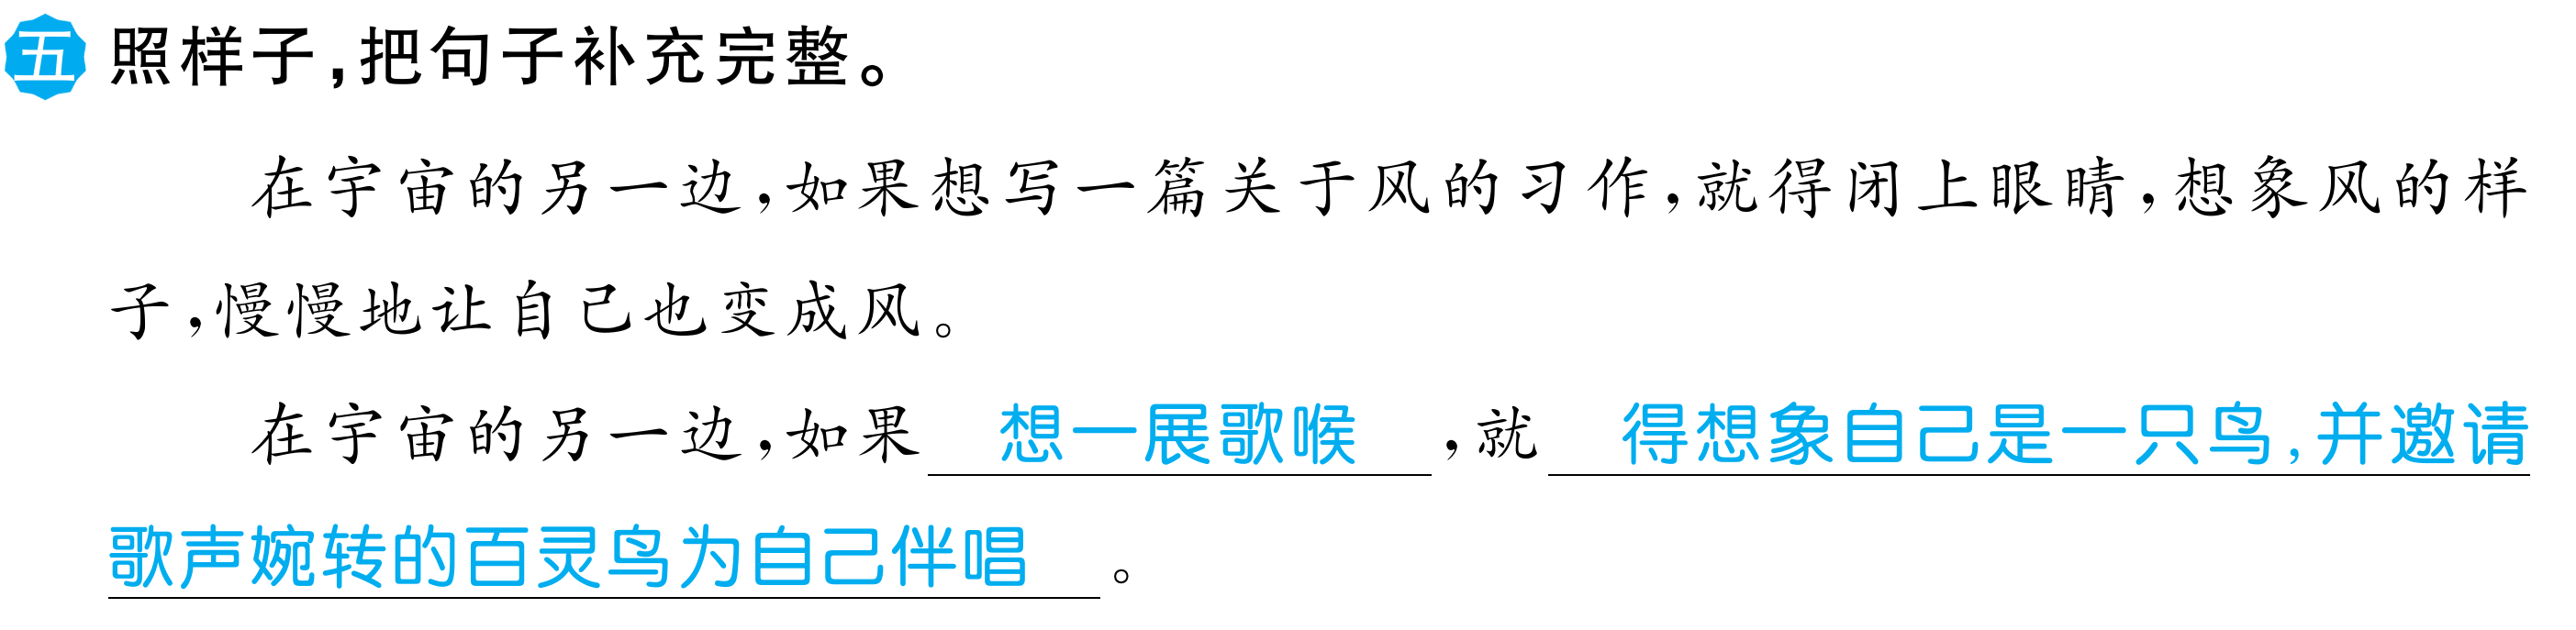 五 照样子,把句子补充完整。
在宇宙的另一边,如果想写一篇关于风的习作,就得闭上眼睛,想象风的样
子,慢慢地让自己也变成风。
在宇宙的另一边,如果 想一展歌喉 ,就 得想象自己是一只鸟,并邀请
歌声婉转的百灵鸟为自己伴唱 。